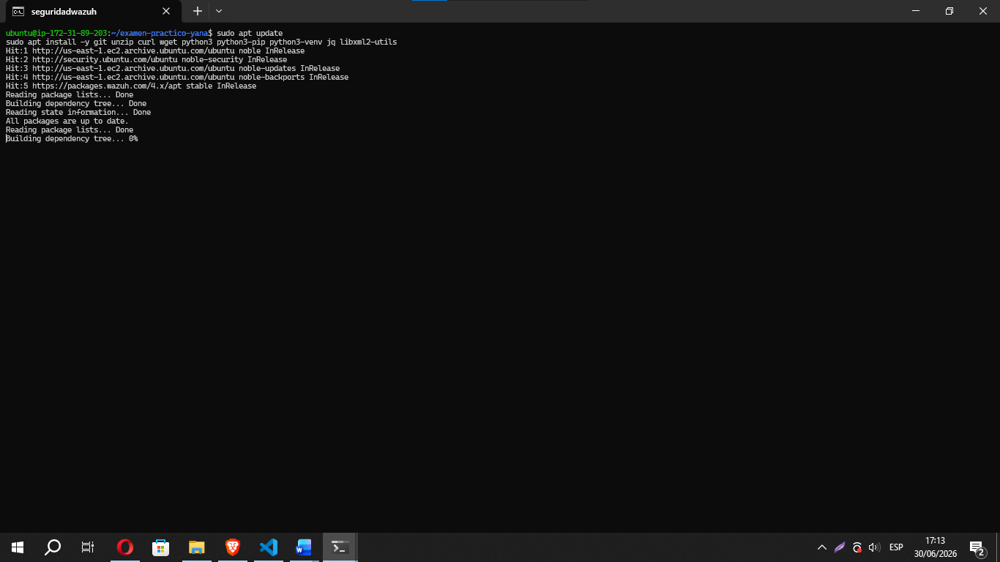 seguridadwazuh
ubuntu@ip-172-31-89-203:~/examen-practico-yana$ sudo apt update
sudo apt install -y git unzip curl wget python3 python3-pip python3-venv jq libxml2-utils
Hit:1 http://us-east-1.ec2.archive.ubuntu.com/ubuntu noble InRelease
Hit:2 http://security.ubuntu.com/ubuntu noble-security InRelease
Hit:3 http://us-east-1.ec2.archive.ubuntu.com/ubuntu noble-updates InRelease
Hit:4 http://us-east-1.ec2.archive.ubuntu.com/ubuntu noble-backports InRelease
Hit:5 https://packages.wazuh.com/4.x/apt stable InRelease
Reading package lists... Done
Building dependency tree... Done
Reading state information... Done
All packages are up to date.
Reading package lists... Done
Building dependency tree... 0%
ESP
17:13
30/06/2026
2